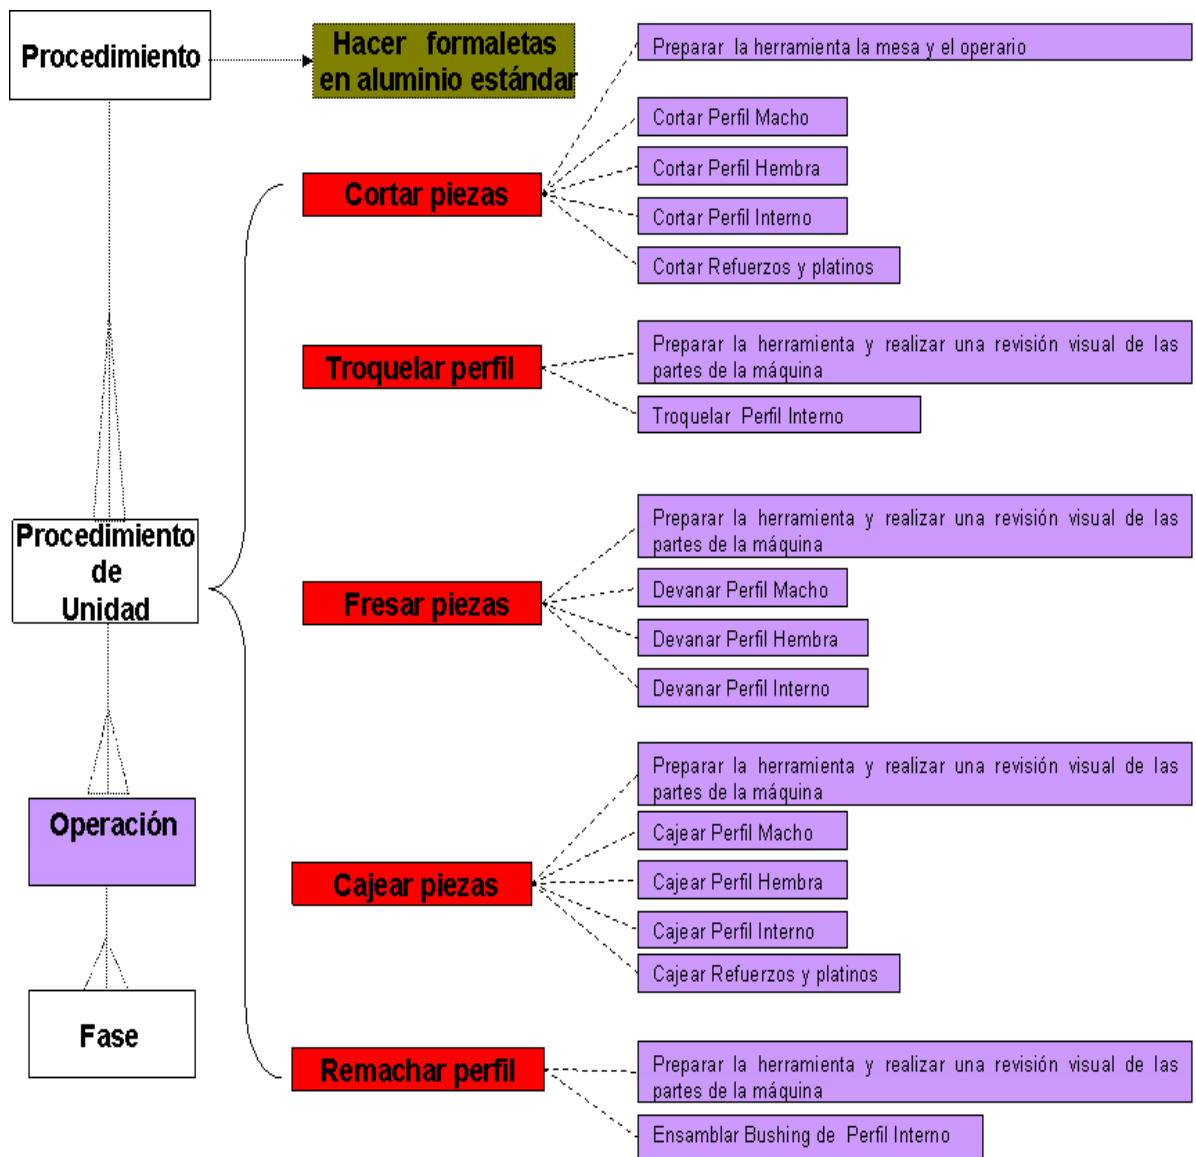 Procedimiento
Hacer formaletas
en aluminio estándar
Preparar la herramienta la mesa y el operario
Cortar Perfil Macho
Cortar Perfil Hembra
Cortar piezas
Cortar Perfil Interno
Cortar Refuerzos y platinos
Troquelar perfil
Preparar la herramienta y realizar una revisión visual de las
partes de la máquina
Troquelar Perfil Interno
Procedimiento
de
Unidad
Preparar la herramienta y realizar una revisión visual de las
partes de la máquina
Fresar piezas
Devanar Perfil Macho
Devanar Perfil Hembra
Devanar Perfil Interno
Operación
Preparar la herramienta y realizar una revisión visual de las
partes de la máquina
Cajear Perfil Macho
Cajear piezas
Cajear Perfil Hembra
Cajear Perfil Interno
Cajear Refuerzos y platinos
Fase
Remachar perfil
Preparar la herramienta y realizar una revisión visual de las
partes de la máquina
Ensamblar Bushing de Perfil Interno